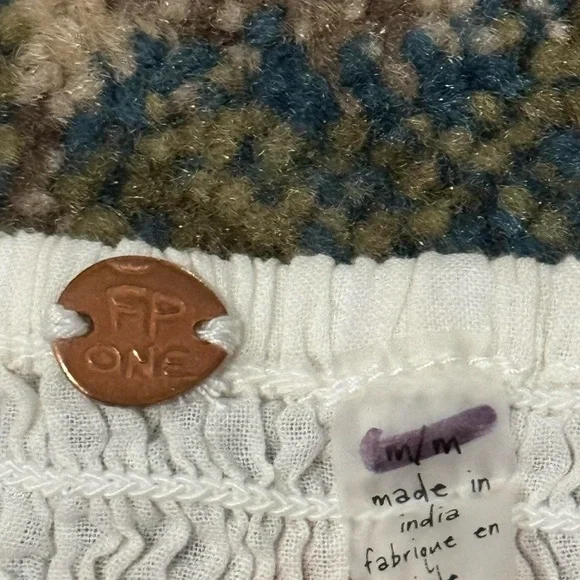 FP
ONE
m/m
made in
india
fabrique en